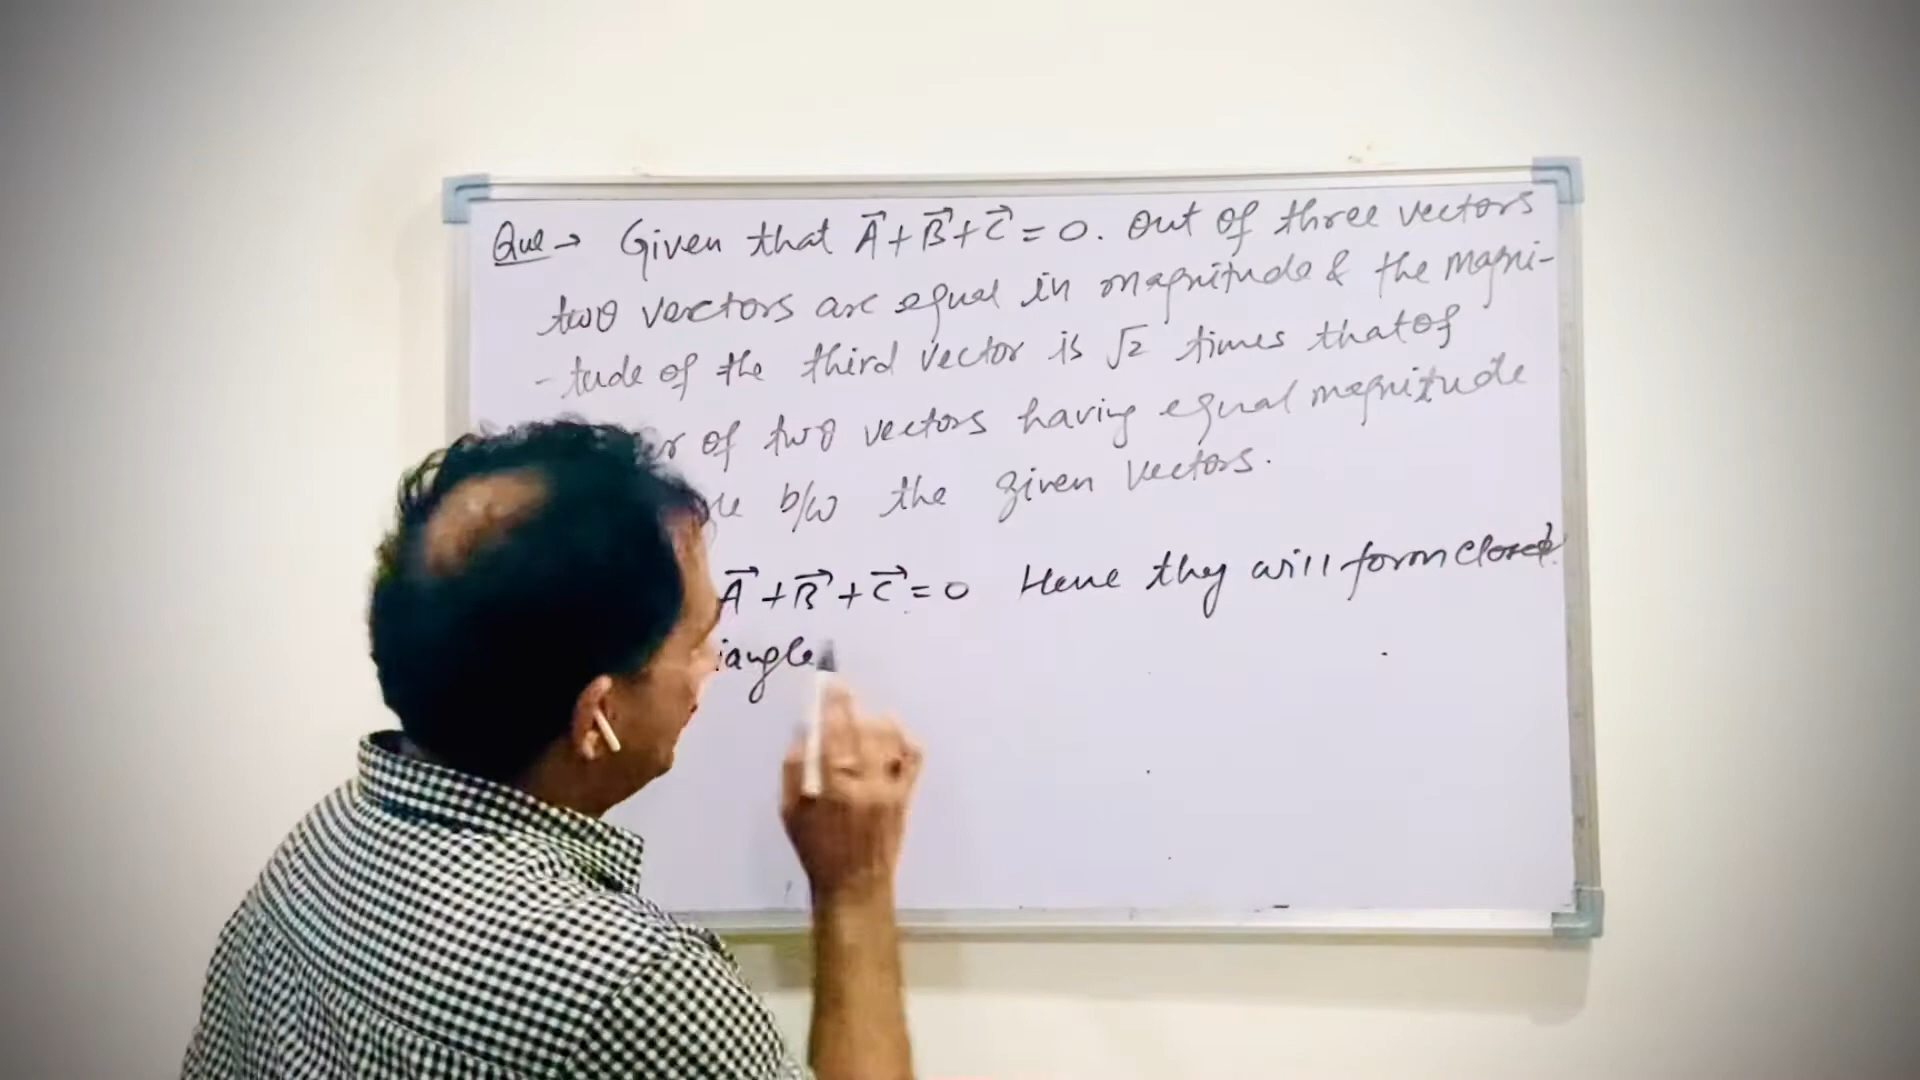 Que → Given that A⃗ + B⃗ + C⃗ = 0. Out of three vectors
two vectors are equal in magnitude & the magni-
- tude of the third vector is √2 times that of
of two vectors having equal magnitude
b/w the given vectors.
A⃗ + B⃗ + C⃗ = 0 Hence they will form closed
iangle